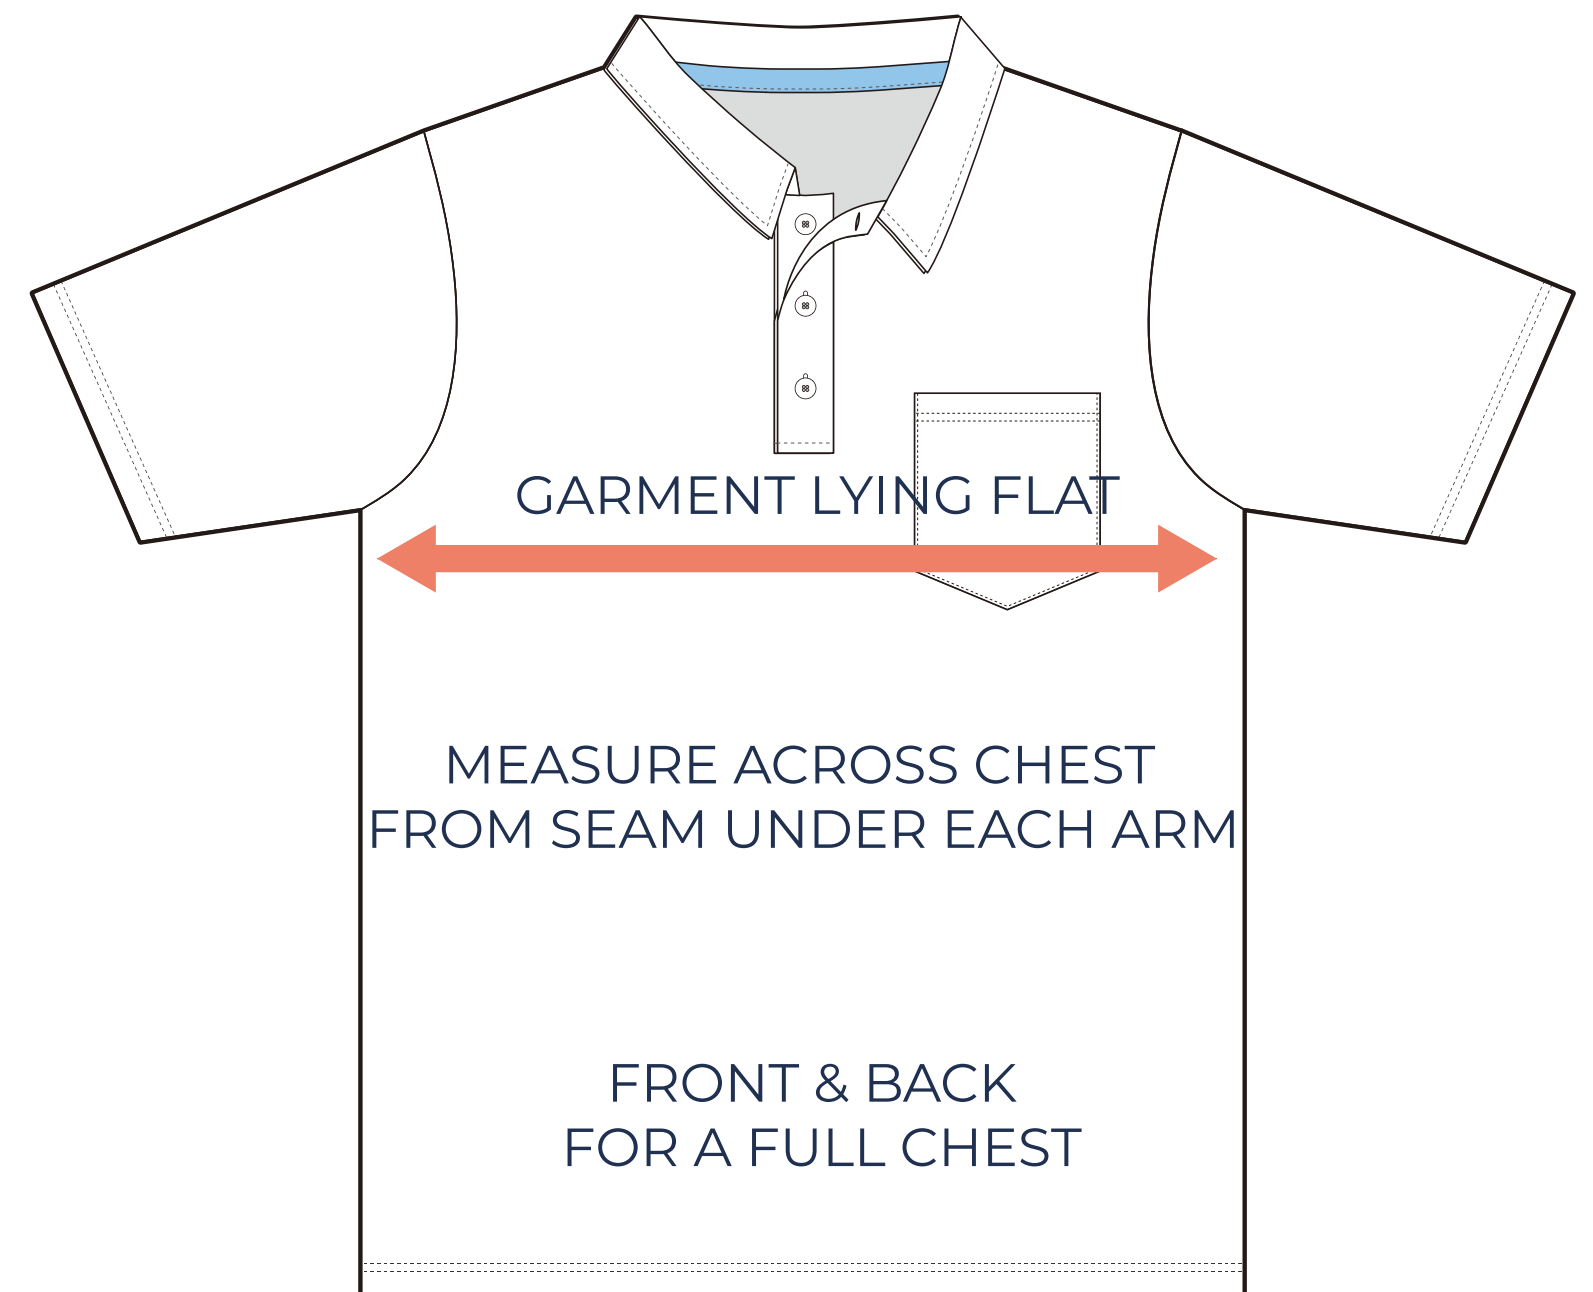 GARMENT LYING FLAT
MEASURE ACROSS CHEST
FROM SEAM UNDER EACH ARM
FRONT & BACK
FOR A FULL CHEST